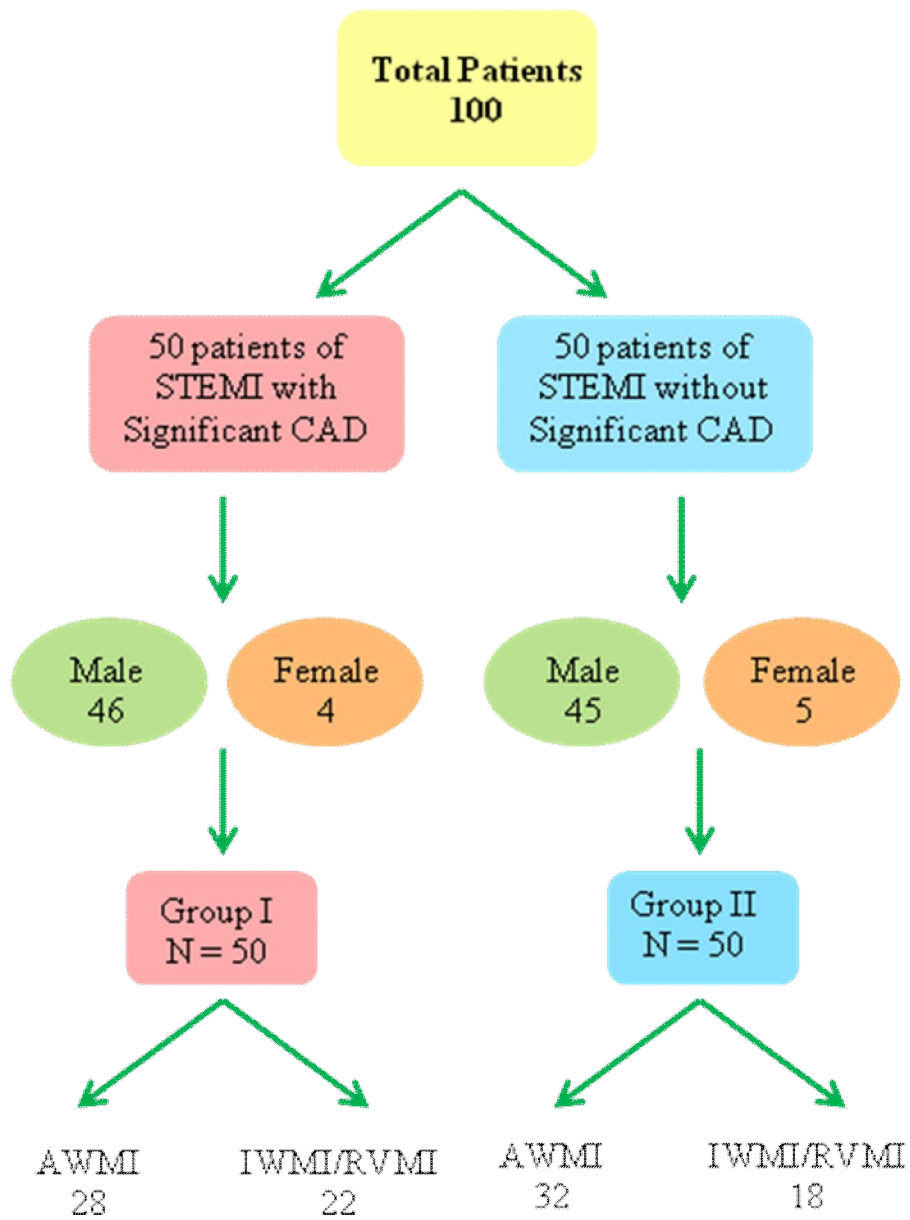 Total Patients
100
50 patients of
STEMI with
Significant CAD
50 patients of
STEMI without
Significant CAD
Male
46
Female
4
Male
45
Female
5
Group I
N = 50
Group II
N = 50
AWMI
28
IWMI/RVMI
22
AWMI
32
IWMI/RVMI
18